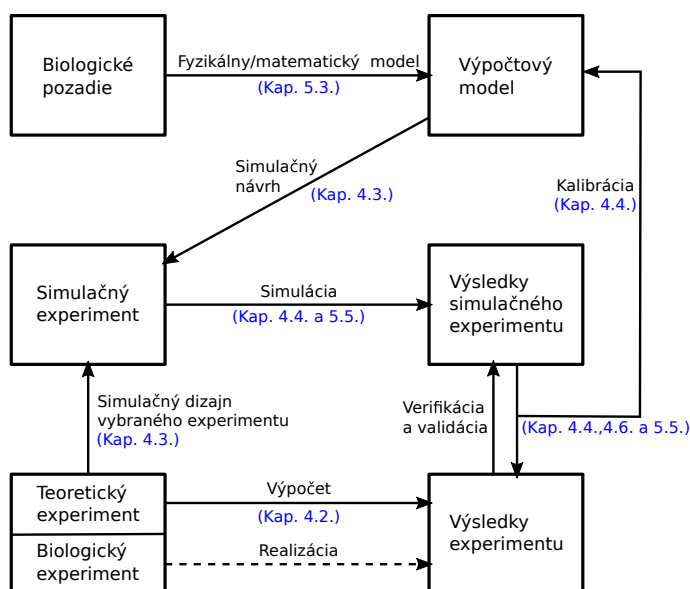 Biologické
pozadie
Fyzikálny/matematický model
(Kap. 5.3.)
Výpočtový
model
Simulačný
návrh
(Kap. 4.3.)
Kalibrácia
(Kap. 4.4.)
Simulačný
experiment
Simulácia
(Kap. 4.4. a 5.5.)
Výsledky
simulačného
experimentu
Simulačný dizajn
vybraného experimentu
(Kap. 4.3.)
Verifikácia
a validácia
(Kap. 4.4.,4.6. a 5.5.)
Teoretický
experiment
Výpočet
(Kap. 4.2.)
Výsledky
experimentu
Biologický
experiment
Realizácia